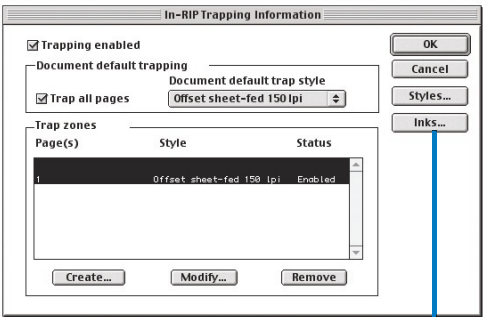 In-RIP Trapping Information
Trapping enabled
OK
Document default trapping
Cancel
Document default trap style
Trap all pages
Offset sheet-fed 150 lpi
Styles...
Trap zones
Inks...
Page(s) Style Status
1 Offset sheet-fed 150 lpi Enabled
Create... Modify... Remove